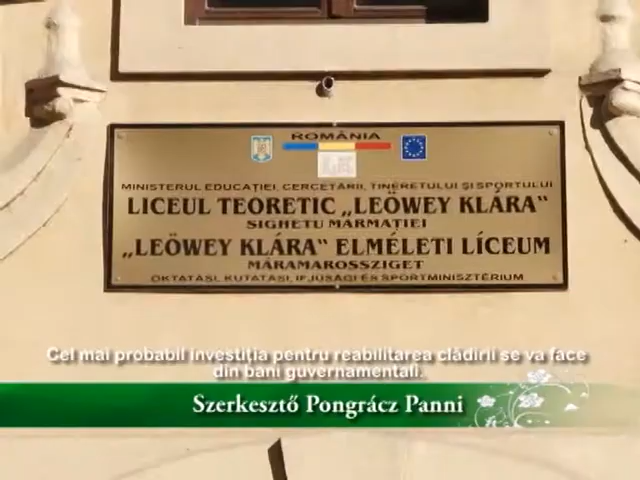 ROMÂNIA
MINISTERUL EDUCAȚIEI, CERCETĂRII, TINERETULUI ȘI SPORTULUI
LICEUL TEORETIC „LEÖWEY KLÁRA”
SIGHETU MARMAȚIEI
„LEÖWEY KLÁRA” ELMÉLETI LÍCEUM
MÁRAMAROSSZIGET
OKTATÁSI, KUTATÁSI, IFJUSÁGI ÉS SPORTMINISZTÉRIUM
Cel mai probabil investiția pentru reabilitarea clădirii se va face
din bani guvernamentali.
Szerkesztő Pongrácz Panni